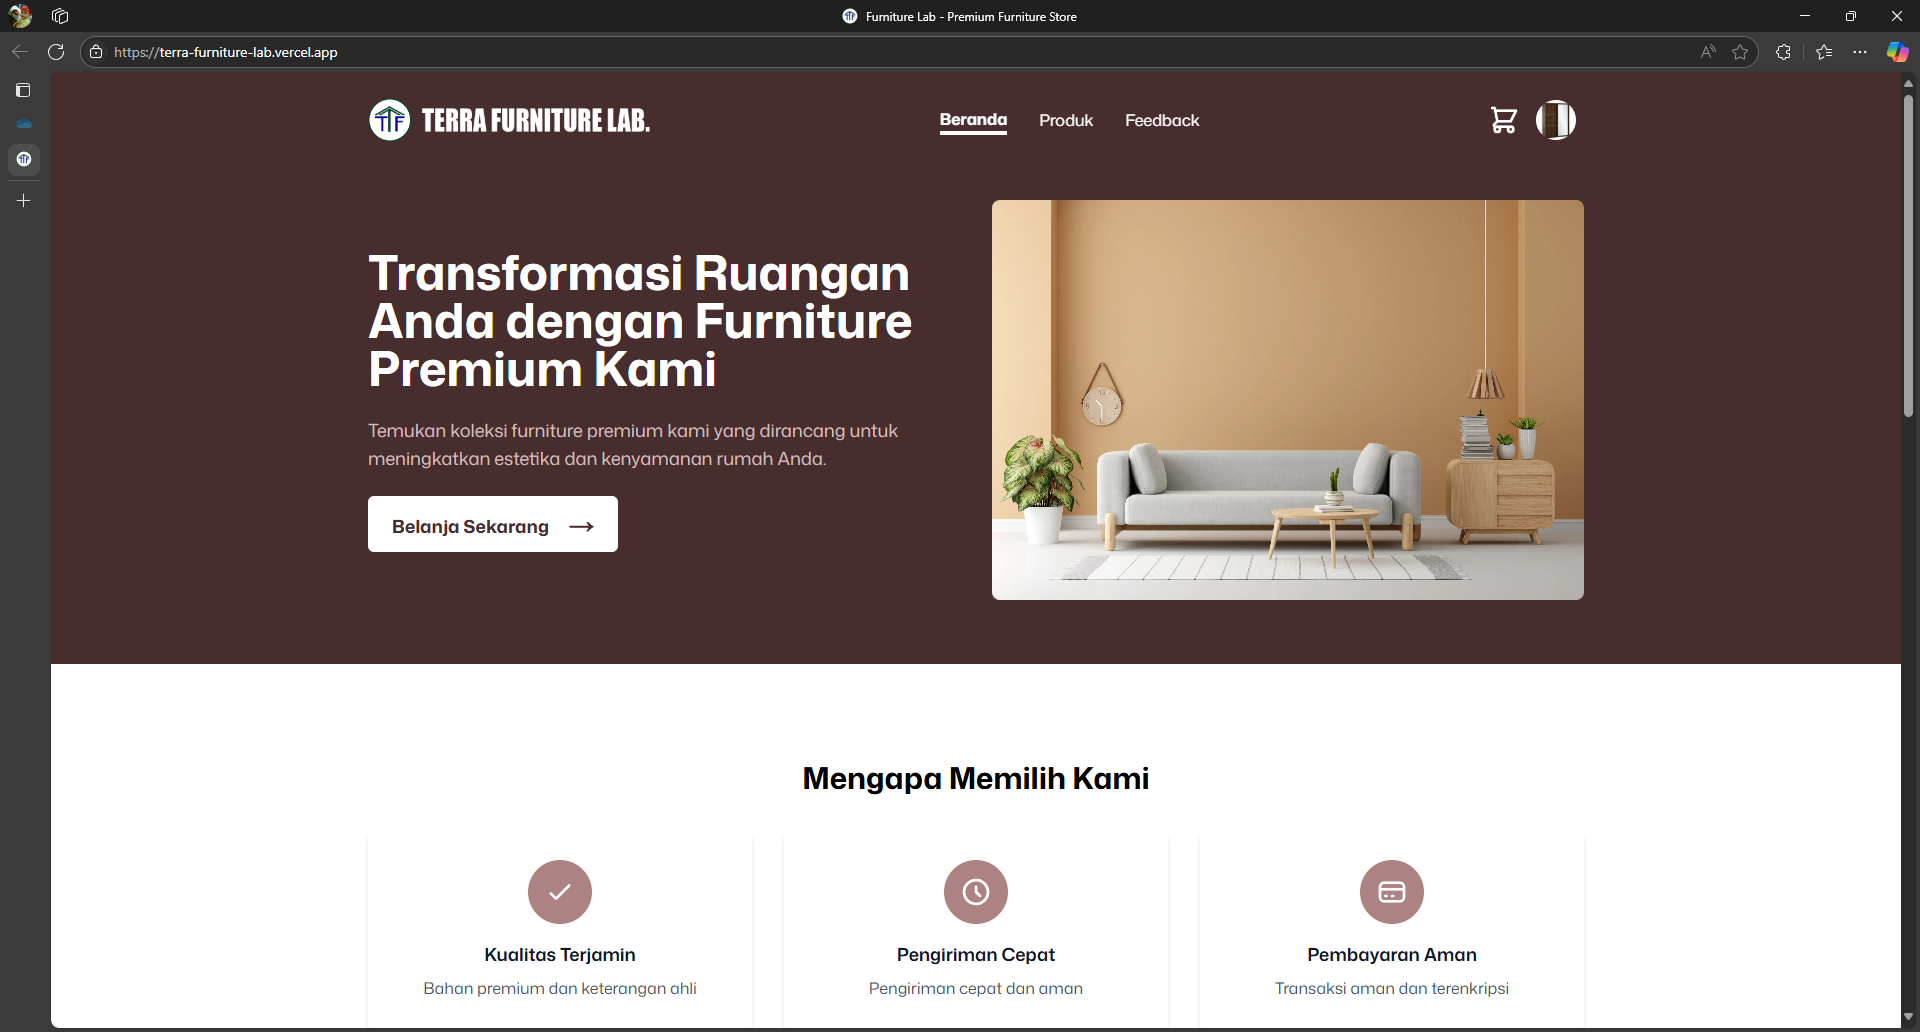 Furniture Lab - Premium Furniture Store
https://terra-furniture-lab.vercel.app
TF TERRA FURNITURE LAB.
Beranda
Produk
Feedback
Transformasi Ruangan
Anda dengan Furniture
Premium Kami
Temukan koleksi furniture premium kami yang dirancang untuk
meningkatkan estetika dan kenyamanan rumah Anda.
Belanja Sekarang →
Mengapa Memilih Kami
Kualitas Terjamin
Bahan premium dan keterangan ahli
Pengiriman Cepat
Pengiriman cepat dan aman
Pembayaran Aman
Transaksi aman dan terenkripsi